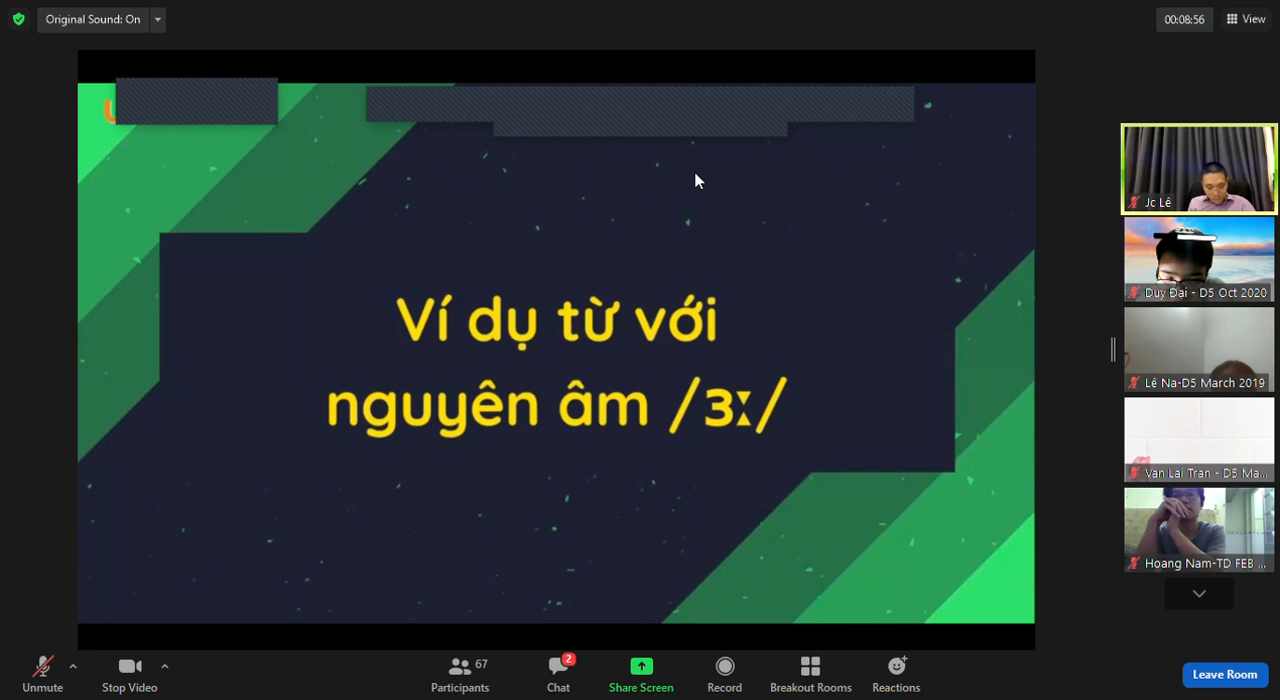 Original Sound: On
00:08:56
View
Ví dụ từ với
nguyên âm /ɜː/
Jc Lê
Duy Đại - D5 Oct 2020
Lê Na-D5 March 2019
Van Lai Tran - D5 Ma...
Hoang Nam-TD FEB ...
Unmute
Stop Video
67
Participants
2
Chat
Share Screen
Record
Breakout Rooms
Reactions
Leave Room